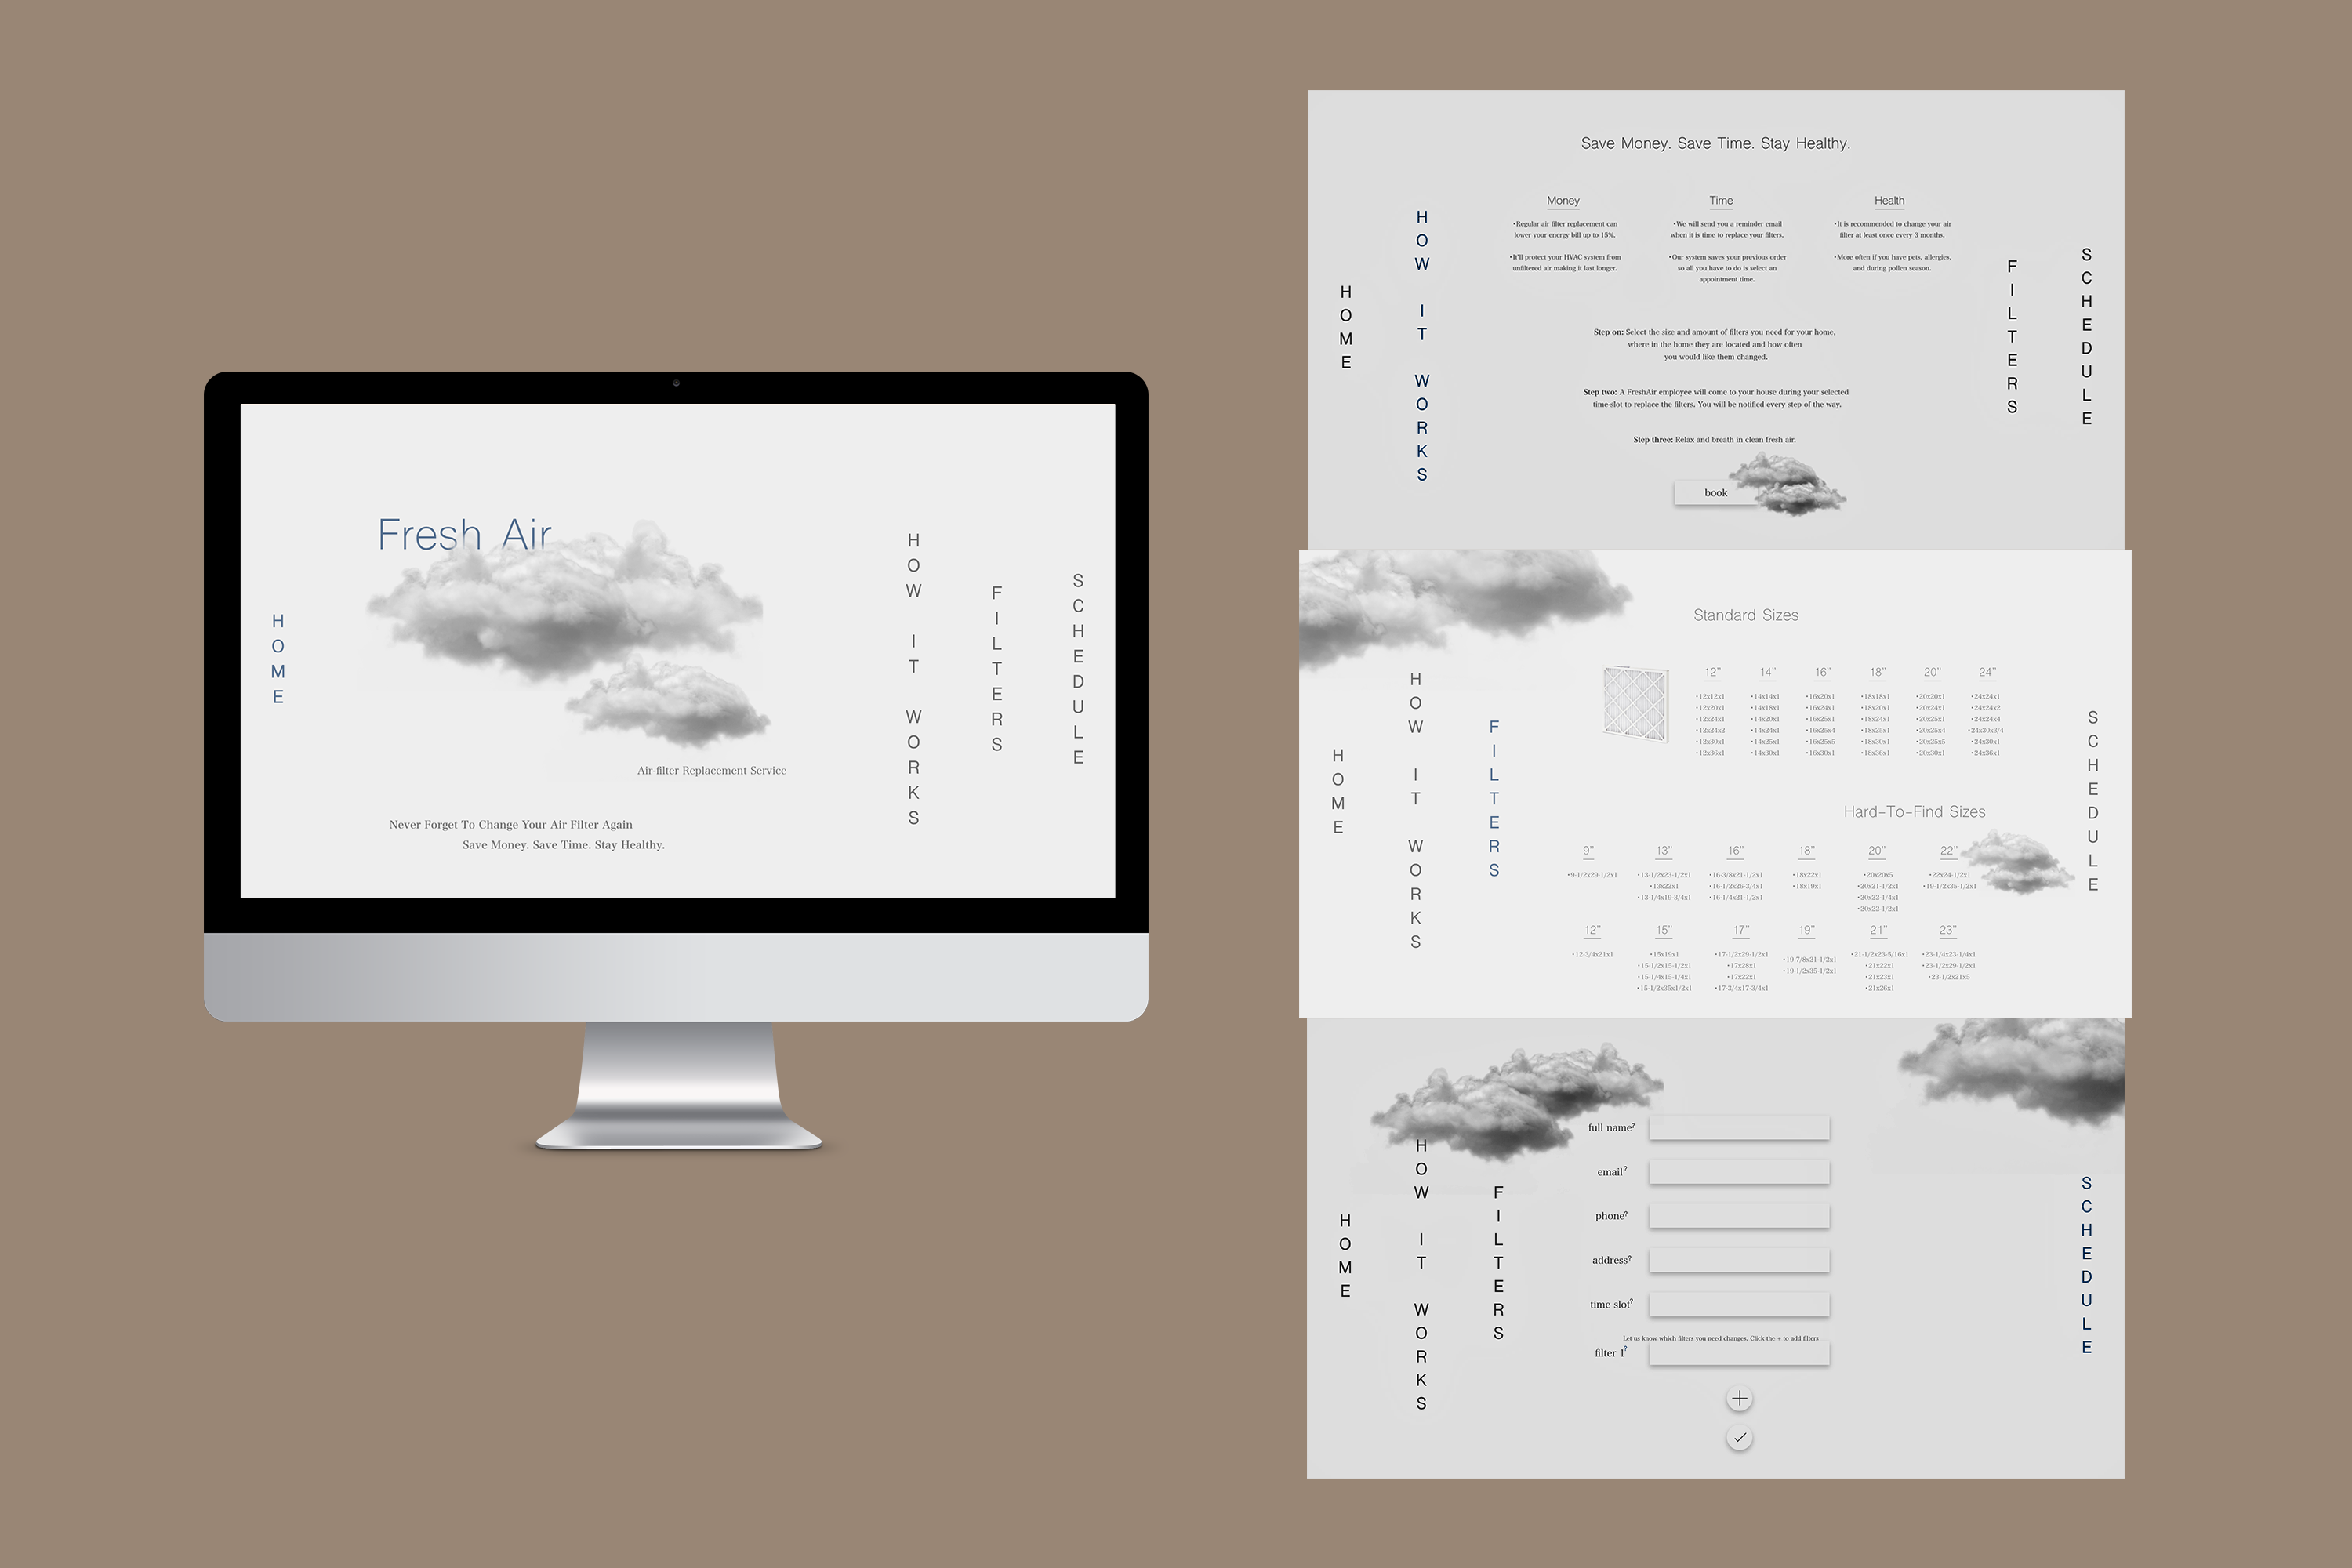 Fresh Air
HOME
HOW IT WORKS
FILTERS
SCHEDULE
Air-filter Replacement Service
Never Forget To Change Your Air Filter Again
Save Money. Save Time. Stay Healthy.
Save Money. Save Time. Stay Healthy.
HOME
HOW IT WORKS
Money
•Regular air filter replacement can
lower your energy bill up to 15%.
•It'll protect your HVAC system from
unfiltered air making it last longer.
Time
•We will send you a reminder email
when it is time to replace your filters.
•Our system saves your previous order
so all you have to do is select an
appointment time.
Health
•It is recommended to change your air
filter at least once every 3 months.
•More often if you have pets, allergies,
and during pollen season.
FILTERS
SCHEDULE
Step on: Select the size and amount of filters you need for your home,
where in the home they are located and how often
you would like them changed.
Step two: A FreshAir employee will come to your house during your selected
time-slot to replace the filters. You will be notified every step of the way.
Step three: Relax and breath in clean fresh air.
book
HOME
HOW IT WORKS
FILTERS
SCHEDULE
Standard Sizes
12” 14” 16” 18” 20” 24”
•12x12x1 •14x14x1 •16x20x1 •18x18x1 •20x20x1 •24x24x1
•12x20x1 •14x18x1 •16x24x1 •18x20x1 •20x24x1 •24x24x2
•12x24x1 •14x20x1 •16x25x1 •18x24x1 •20x25x1 •24x24x4
•12x24x2 •14x24x1 •16x25x4 •18x25x1 •20x25x4 •24x30x3/4
•12x30x1 •14x25x1 •16x25x5 •18x30x1 •20x25x5 •24x30x1
•12x36x1 •14x30x1 •16x30x1 •18x36x1 •20x30x1 •24x36x1
Hard-To-Find Sizes
9” 13” 16” 18” 20” 22”
•9-1/2x29-1/2x1 •13-1/2x23-1/2x1 •16-3/8x21-1/2x1 •18x22x1 •20x20x5 •22x24-1/2x1
•13x22x1 •16-1/2x26-3/4x1 •18x19x1 •20x21-1/2x1 •19-1/2x35-1/2x1
•13-1/4x19-3/4x1 •16-1/4x21-1/2x1 •20x22-1/4x1
•20x22-1/2x1
12” 15” 17” 19” 21” 23”
•12-3/4x21x1 •15x19x1 •17-1/2x29-1/2x1 •19-7/8x21-1/2x1 •21-1/2x23-5/16x1 •23-1/4x23-1/4x1
•15-1/2x15-1/2x1 •17x28x1 •19-1/2x35-1/2x1 •21x22x1 •23-1/2x29-1/2x1
•15-1/4x15-1/4x1 •17x22x1 •21x23x1 •23-1/2x21x5
•15-1/2x35x1/2x1 •17-3/4x17-3/4x1 •21x26x1
HOME
HOW IT WORKS
FILTERS
SCHEDULE
full name?
email?
phone?
address?
time slot?
Let us know which filters you need changes. Click the + to add filters
filter 1?